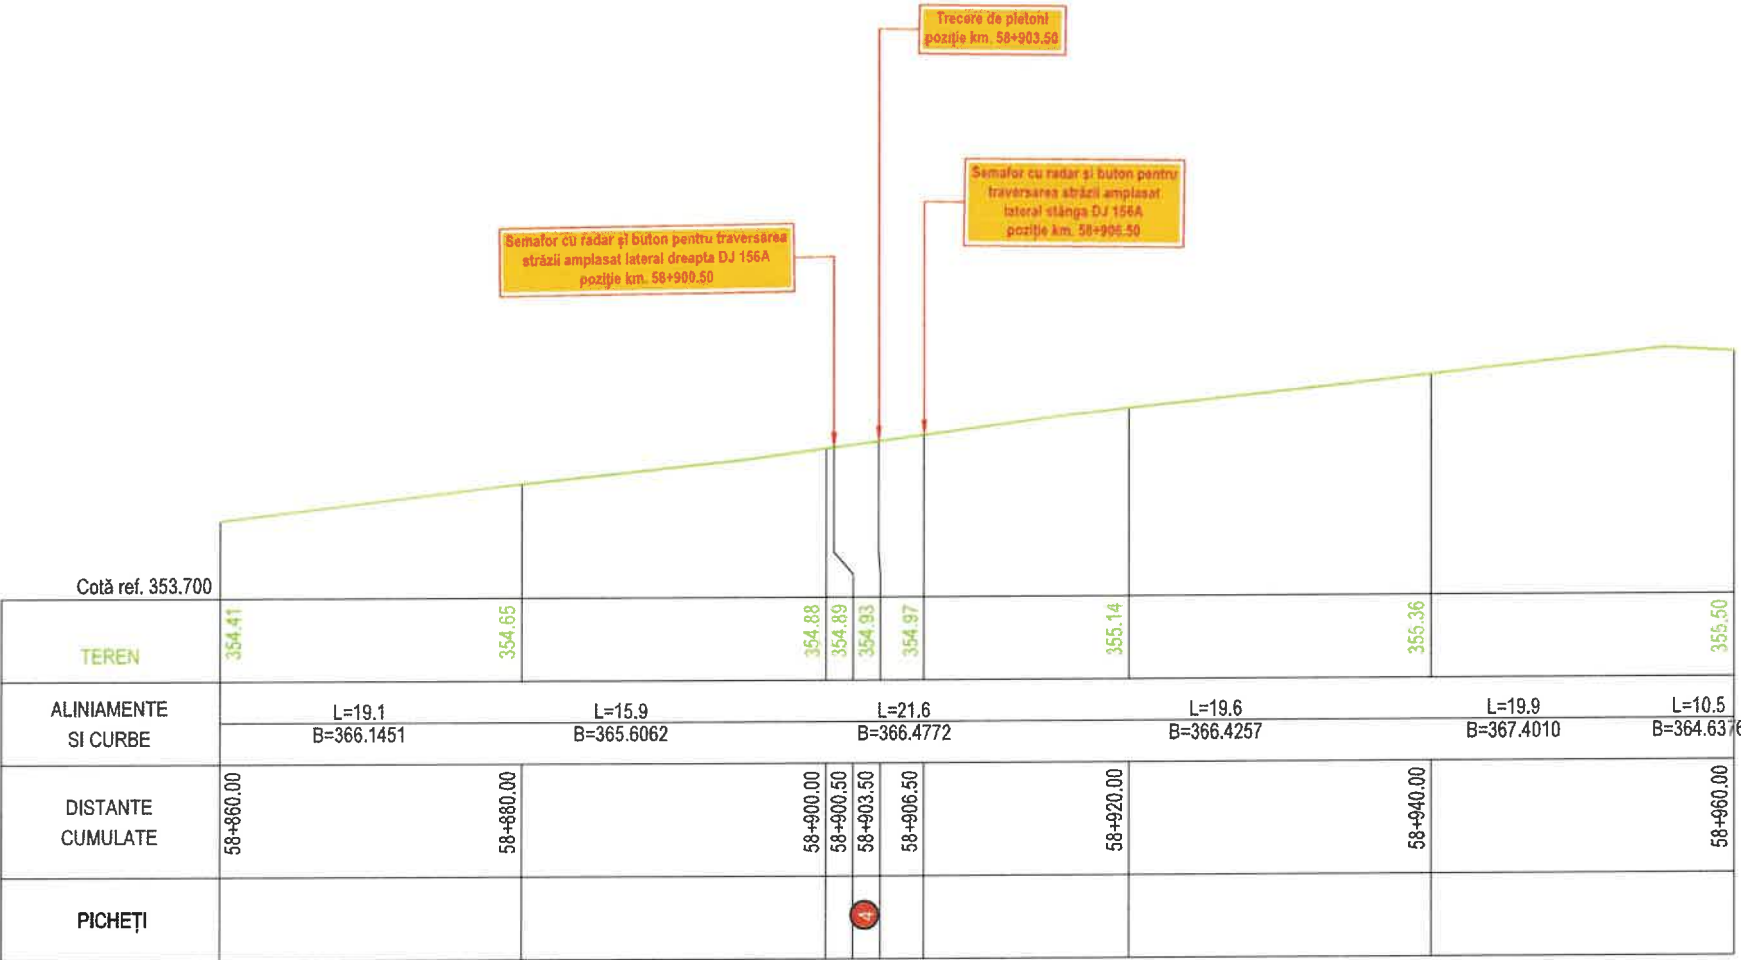 Trecere de pietoni
poziție km. 58+903.50
Semafor cu radar și buton pentru
traversarea străzii amplasat
lateral stânga DJ 156A
poziție km. 58+906.50
Semafor cu radar și buton pentru traversarea
străzii amplasat lateral dreapta DJ 156A
poziție km. 58+900.50
Cotă ref. 353.700
TEREN
354.41
354.65
354.88
354.89
354.93
354.97
355.14
355.36
355.50
ALINIAMENTE
SI CURBE
L=19.1
B=366.1451
L=15.9
B=365.6062
L=21.6
B=366.4772
L=19.6
B=366.4257
L=19.9
B=367.4010
L=10.5
B=364.6376
DISTANTE
CUMULATE
58+860.00
58+880.00
58+900.00
58+900.50
58+903.50
58+906.50
58+920.00
58+940.00
58+960.00
PICHEȚI
4